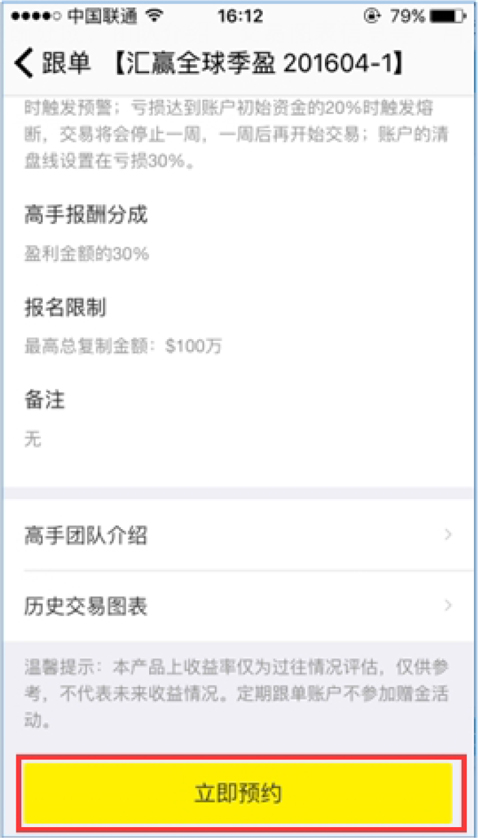 中国联通 16:12 79%
跟单 【汇赢全球季盈 201604-1】
时触发预警；亏损达到账户初始资金的20%时触发熔
断，交易将会停止一周，一周后再开始交易；账户的清
盘线设置在亏损30%。
高手报酬分成
盈利金额的30%
报名限制
最高总复制金额：$100万
备注
无
高手团队介绍
历史交易图表
温馨提示：本产品上收益率仅为过往情况评估，仅供参
考，不代表未来收益情况。定期跟单账户不参加赠金活
动。
立即预约